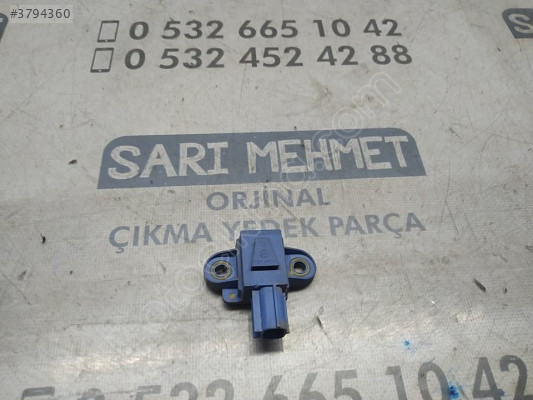 #3794360
0 532 665 10 42
0 532 452 42 88
SARI MEHMET
ORJİNAL
ÇIKMA YEDEK PARÇA
0 532 665 10 42